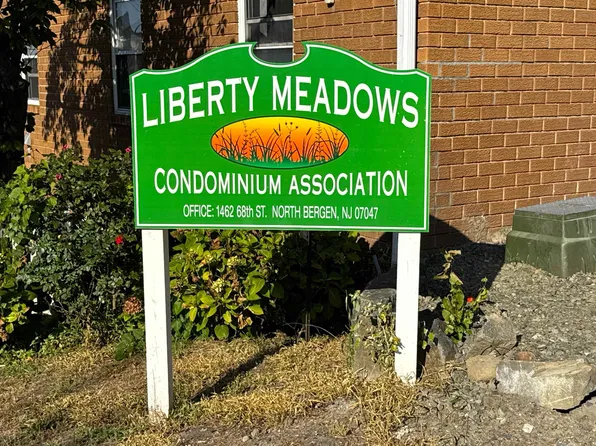 LIBERTY MEADOWS
CONDOMINIUM ASSOCIATION
OFFICE: 1462 68th ST. NORTH BERGEN, NJ 07047